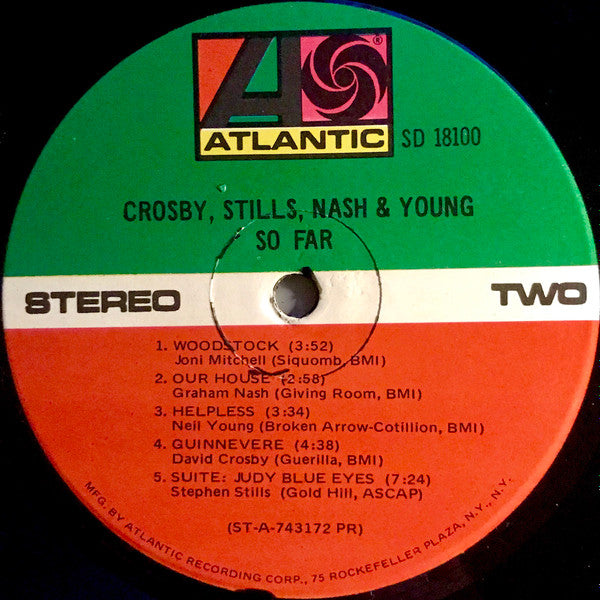 ATLANTIC
®
SD 18100
CROSBY, STILLS, NASH & YOUNG
SO FAR
STEREO
TWO
1. WOODSTOCK (3:52)
Joni Mitchell (Siquomb, BMI)
2. OUR HOUSE (2:58)
Graham Nash (Giving Room, BMI)
3. HELPLESS (3:34)
Neil Young (Broken Arrow-Cotillion, BMI)
4. GUINNEVERE (4:38)
David Crosby (Guerilla, BMI)
5. SUITE: JUDY BLUE EYES (7:24)
Stephen Stills (Gold Hill, ASCAP)
(ST-A-743172 PR)
MFG. BY ATLANTIC RECORDING CORP., 75 ROCKEFELLER PLAZA, N.Y., N.Y.